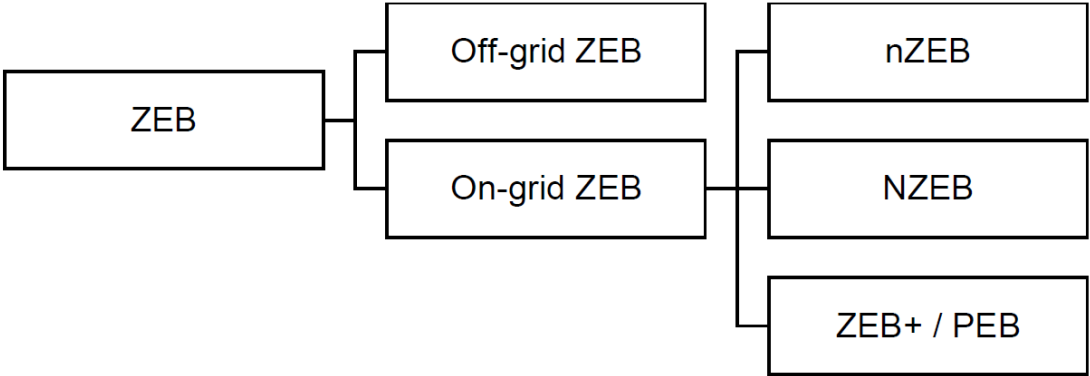 ZEB
Off-grid ZEB
On-grid ZEB
nZEB
NZEB
ZEB+ / PEB